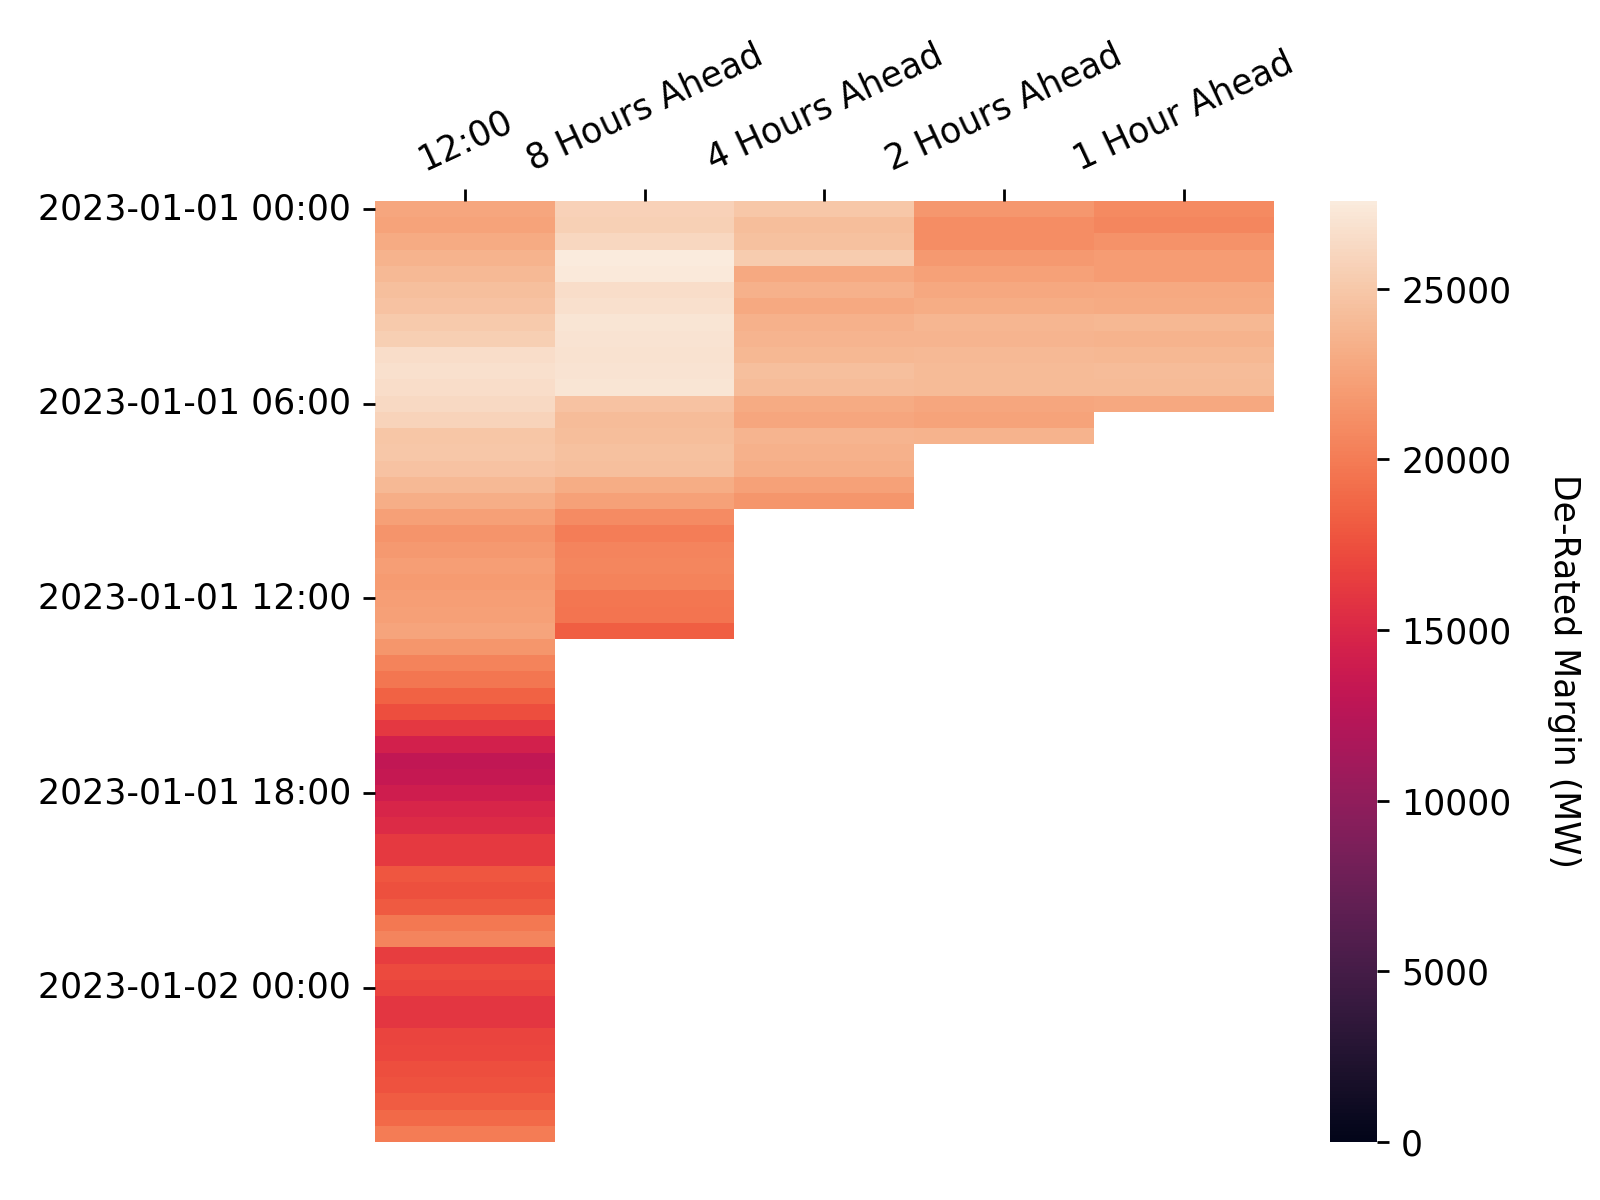 12:00
8 Hours Ahead
4 Hours Ahead
2 Hours Ahead
1 Hour Ahead
2023-01-01 00:00
2023-01-01 06:00
2023-01-01 12:00
2023-01-01 18:00
2023-01-02 00:00
25000
20000
15000
10000
5000
0
De-Rated Margin (MW)